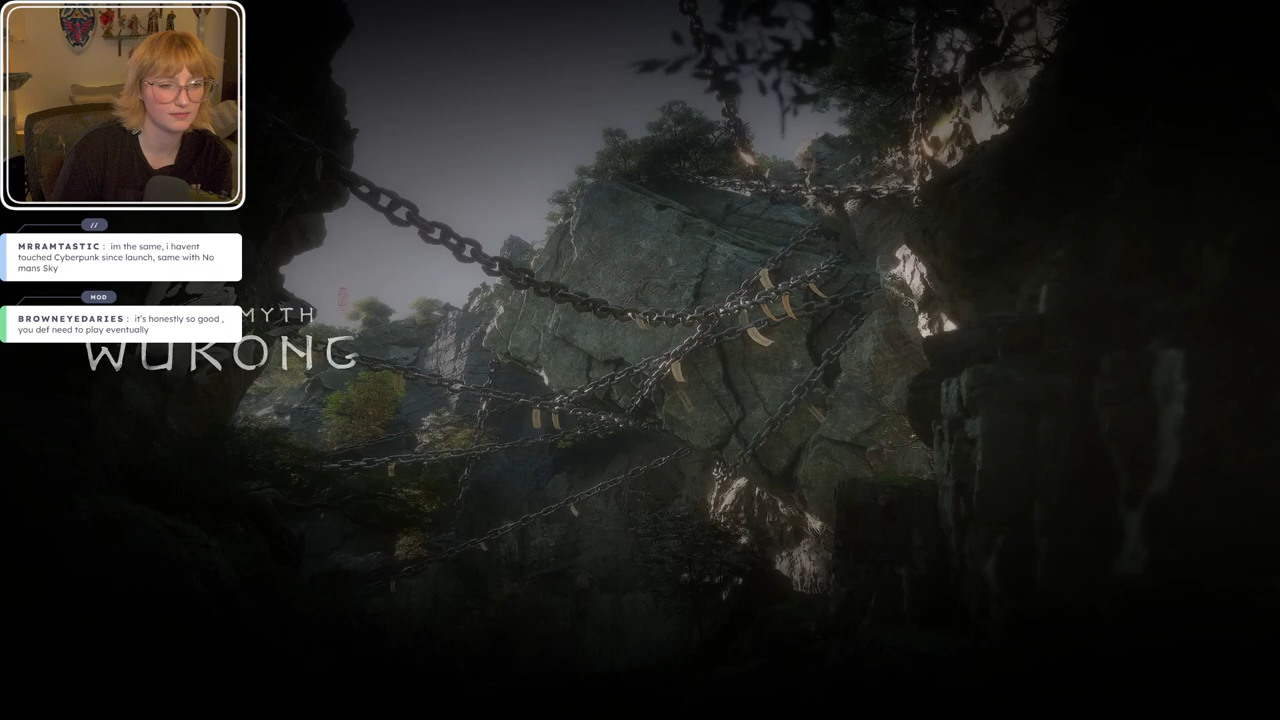 //
MRRAMTASTIC : im the same, i havent
touched Cyberpunk since launch, same with No
mans Sky
MOD
BROWNEYEDARIES : it's honestly so good ,
you def need to play eventually
MYTH
WUKONG